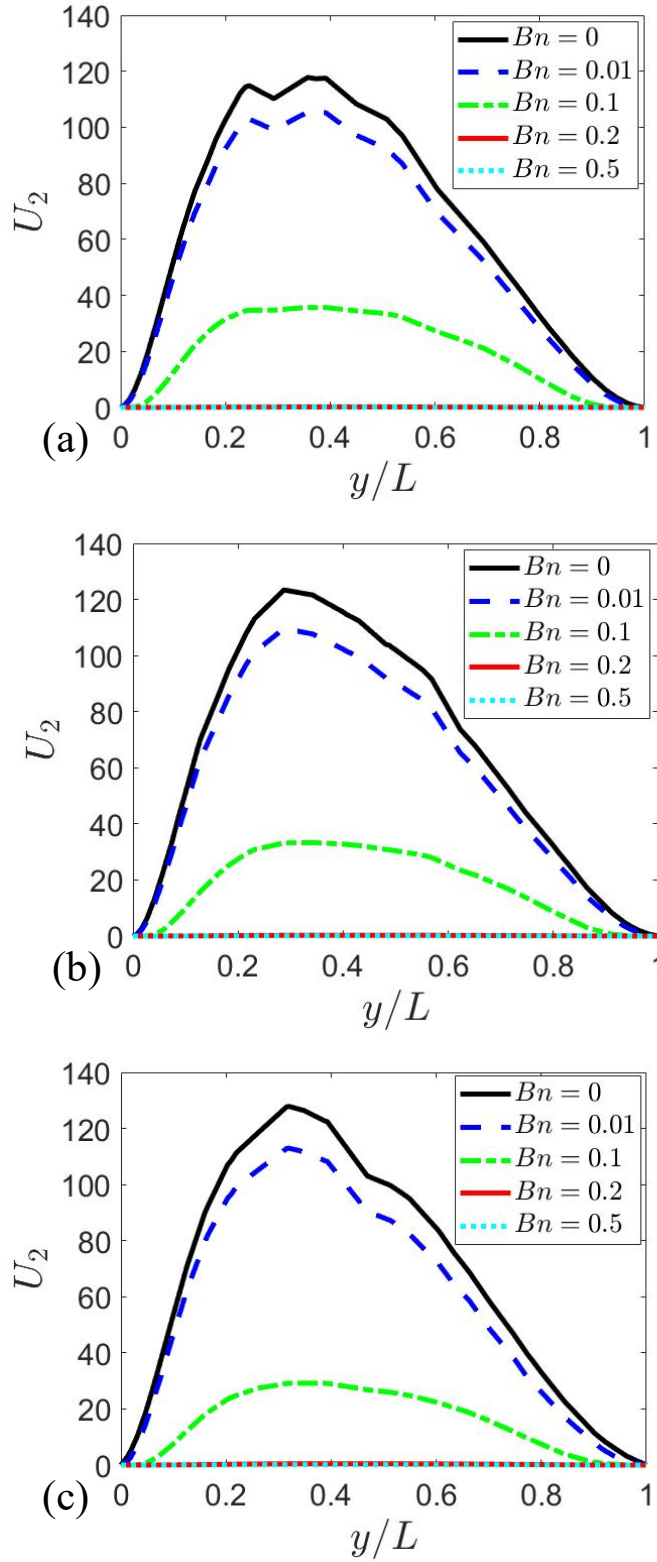 140
120
100
80
60
40
20
0
U₂
Bn = 0
Bn = 0.01
Bn = 0.1
Bn = 0.2
Bn = 0.5
(a)
0 0.2 0.4 0.6 0.8 1
y/L
140
120
100
80
60
40
20
0
U₂
Bn = 0
Bn = 0.01
Bn = 0.1
Bn = 0.2
Bn = 0.5
(b)
0 0.2 0.4 0.6 0.8 1
y/L
140
120
100
80
60
40
20
0
U₂
Bn = 0
Bn = 0.01
Bn = 0.1
Bn = 0.2
Bn = 0.5
(c)
0 0.2 0.4 0.6 0.8 1
y/L